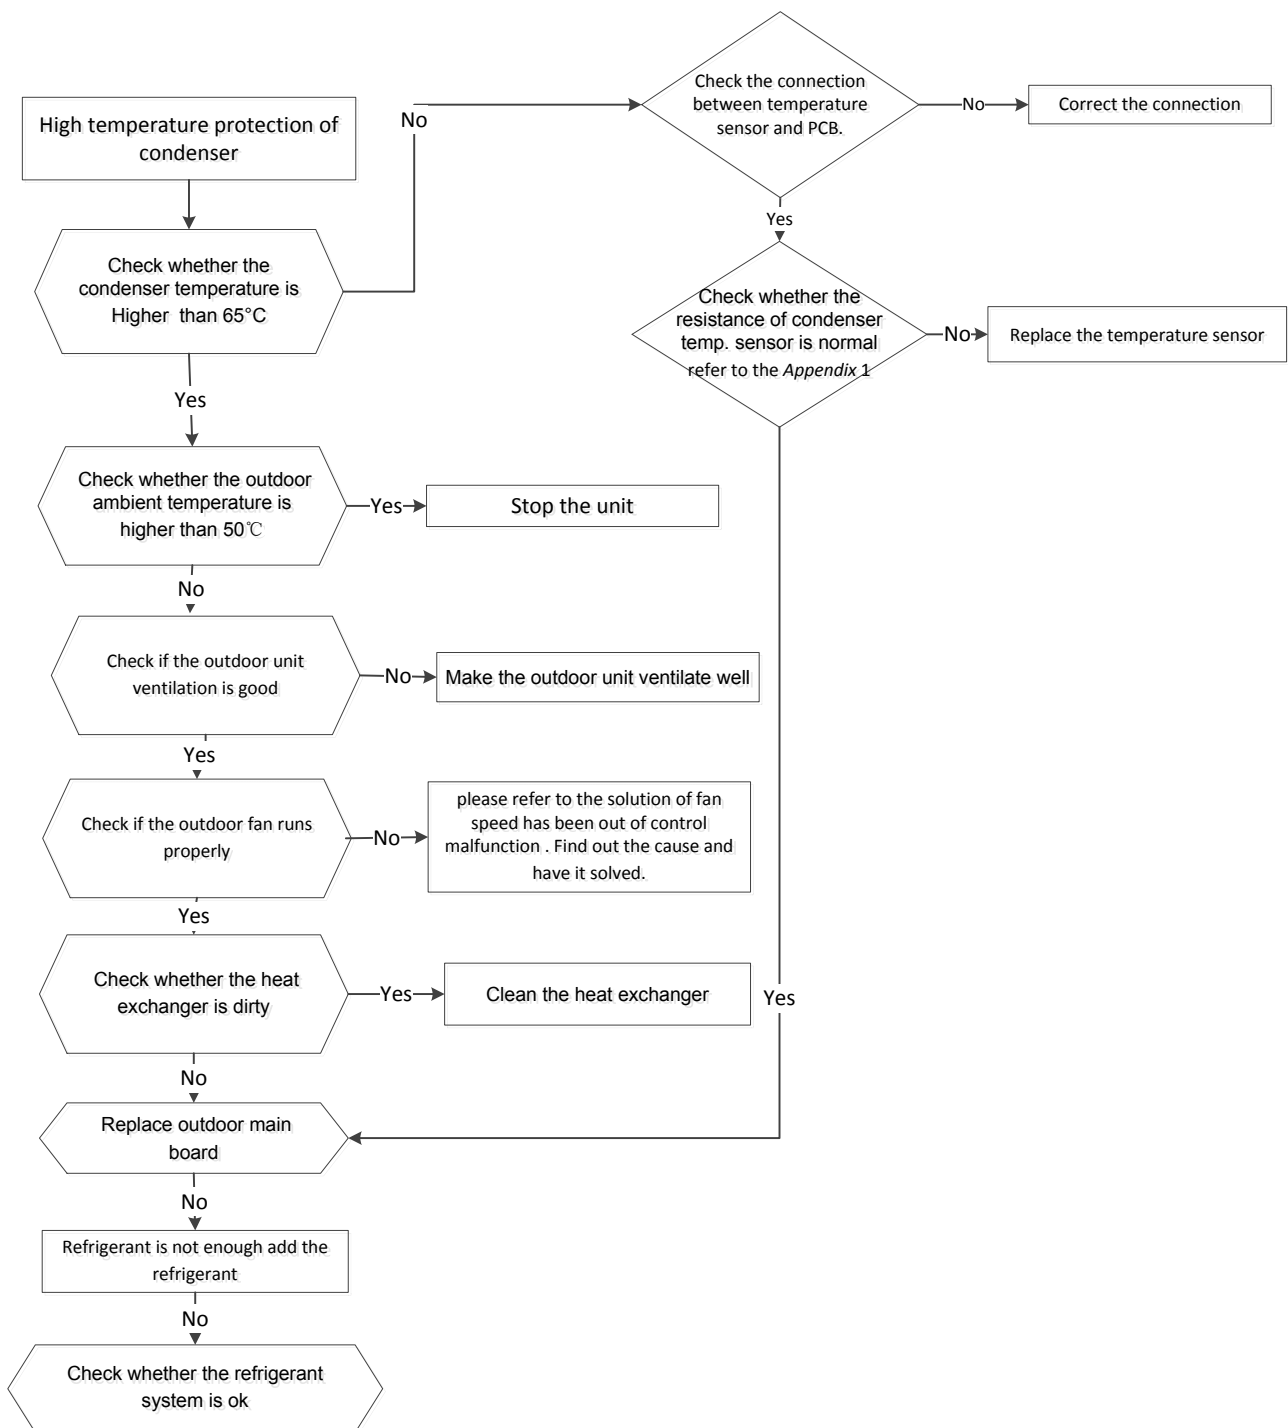 High temperature protection of
condenser
No
Check the connection
between temperature
sensor and PCB.
No
Correct the connection
Yes
Check whether the
condenser temperature is
Higher than 65°C
Check whether the
resistance of condenser
temp. sensor is normal
refer to the Appendix 1
No
Replace the temperature sensor
Yes
Check whether the outdoor
ambient temperature is
higher than 50℃
Yes
Stop the unit
No
Check if the outdoor unit
ventilation is good
No
Make the outdoor unit ventilate well
Yes
Check if the outdoor fan runs
properly
No
please refer to the solution of fan
speed has been out of control
malfunction . Find out the cause and
have it solved.
Yes
Check whether the heat
exchanger is dirty
Yes
Clean the heat exchanger
Yes
No
Replace outdoor main
board
No
Refrigerant is not enough add the
refrigerant
No
Check whether the refrigerant
system is ok